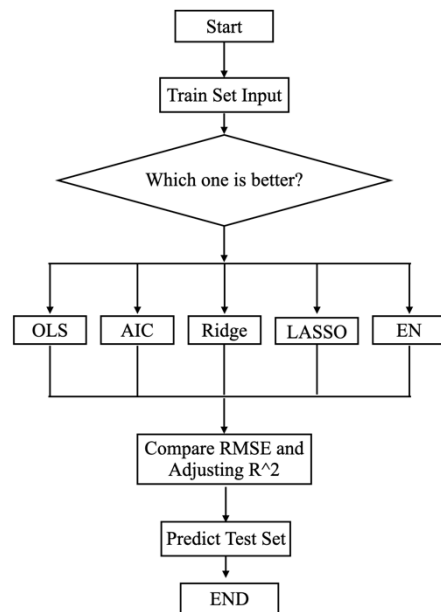 Start
Train Set Input
Which one is better?
OLS
AIC
Ridge
LASSO
EN
Compare RMSE and
Adjusting R^2
Predict Test Set
END